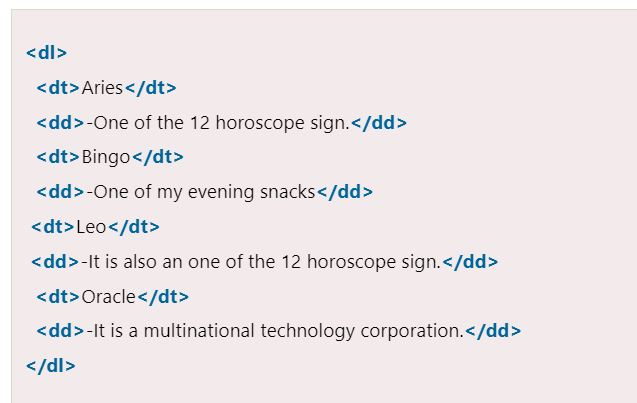 <dl>
<dt>Aries</dt>
<dd>-One of the 12 horoscope sign.</dd>
<dt>Bingo</dt>
<dd>-One of my evening snacks</dd>
<dt>Leo</dt>
<dd>-It is also an one of the 12 horoscope sign.</dd>
<dt>Oracle</dt>
<dd>-It is a multinational technology corporation.</dd>
</dl>